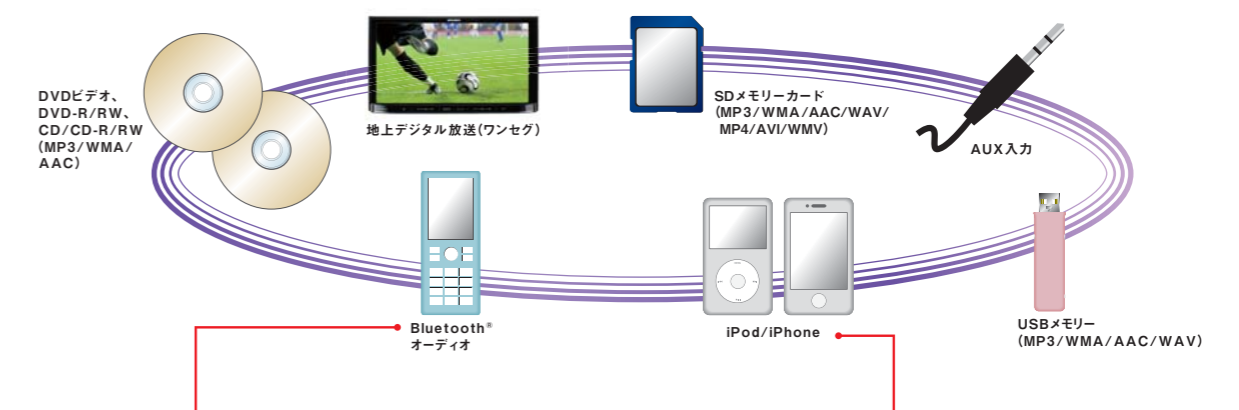 DVDビデオ、
DVD-R/RW、
CD/CD-R/RW
(MP3/WMA/
AAC)
地上デジタル放送(ワンセグ)
SDメモリーカード
(MP3/WMA/AAC/WAV/
MP4/AVI/WMV)
AUX入力
Bluetooth®
オーディオ
iPod/iPhone
USBメモリー
(MP3/WMA/AAC/WAV)